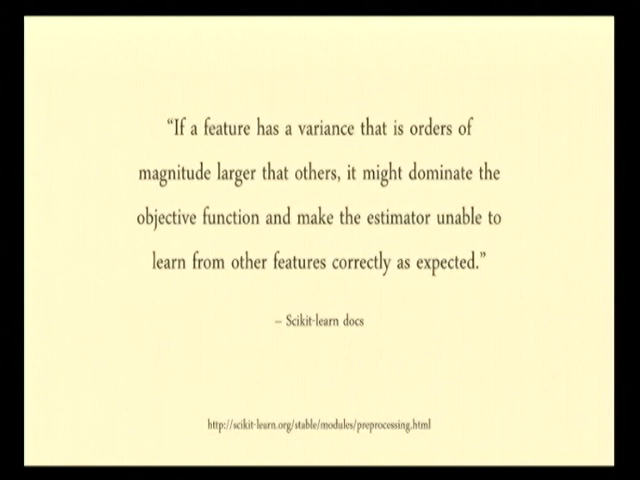 “If a feature has a variance that is orders of
magnitude larger that others, it might dominate the
objective function and make the estimator unable to
learn from other features correctly as expected.”
– Scikit-learn docs
http://scikit-learn.org/stable/modules/preprocessing.html